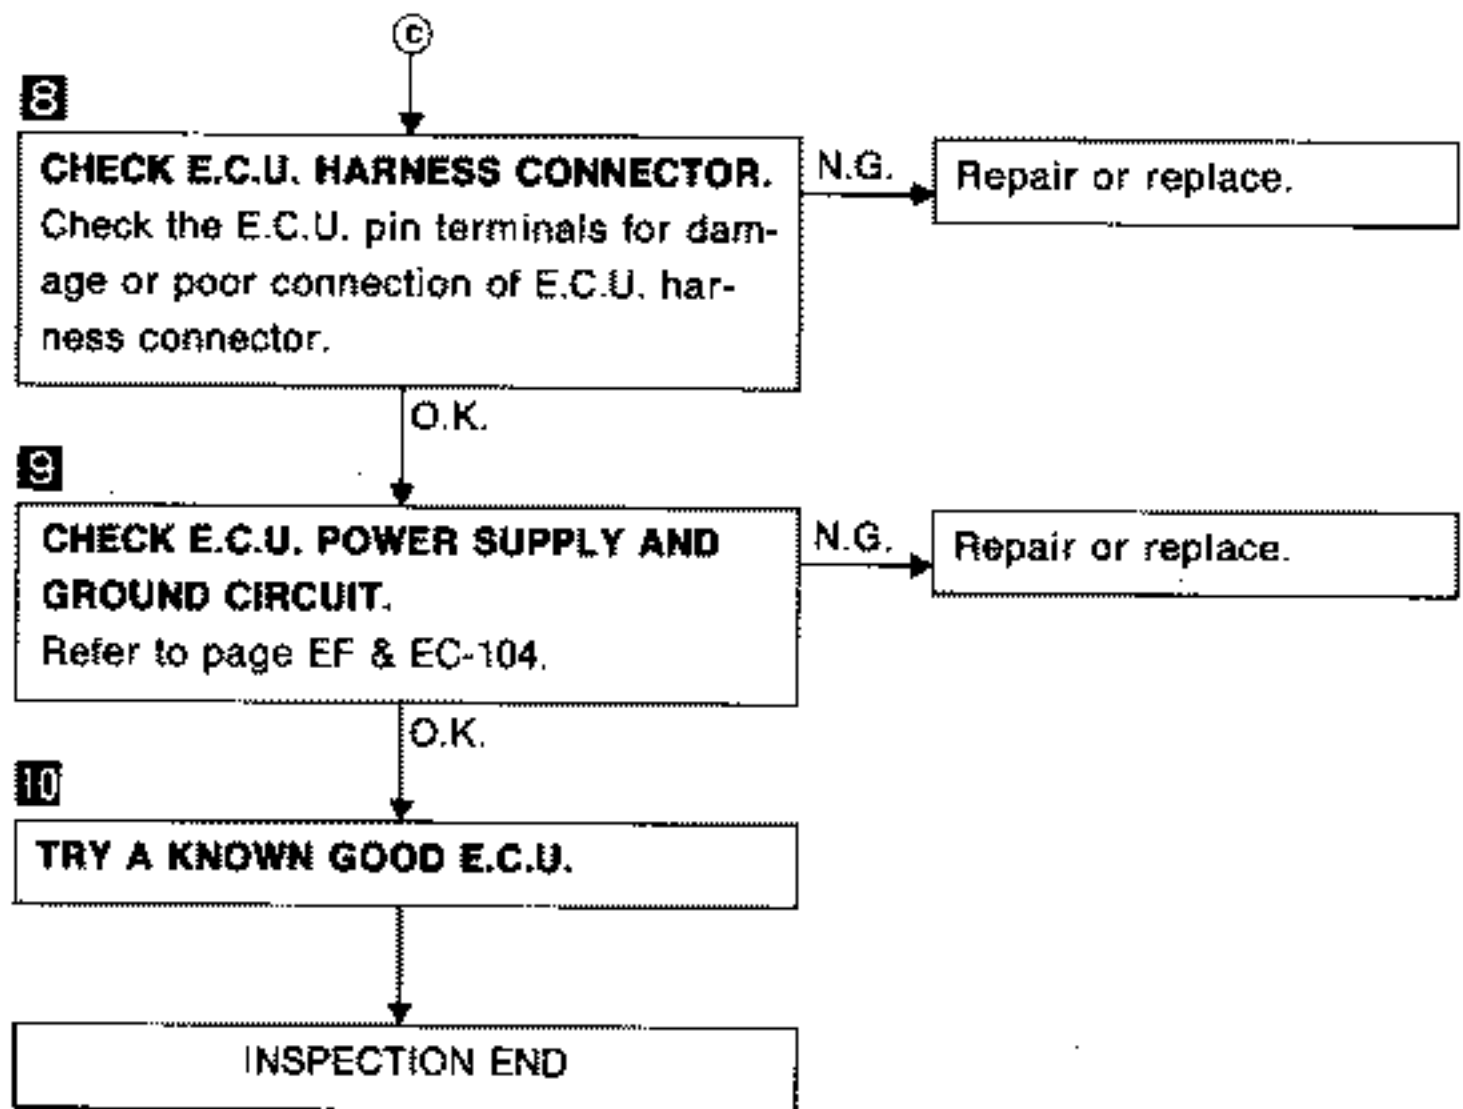 c
8
CHECK E.C.U. HARNESS CONNECTOR.
Check the E.C.U. pin terminals for dam-
age or poor connection of E.C.U. har-
ness connector.
N.G.
Repair or replace.
O.K.
9
CHECK E.C.U. POWER SUPPLY AND
GROUND CIRCUIT.
Refer to page EF & EC-104.
N.G.
Repair or replace.
O.K.
10
TRY A KNOWN GOOD E.C.U.
INSPECTION END